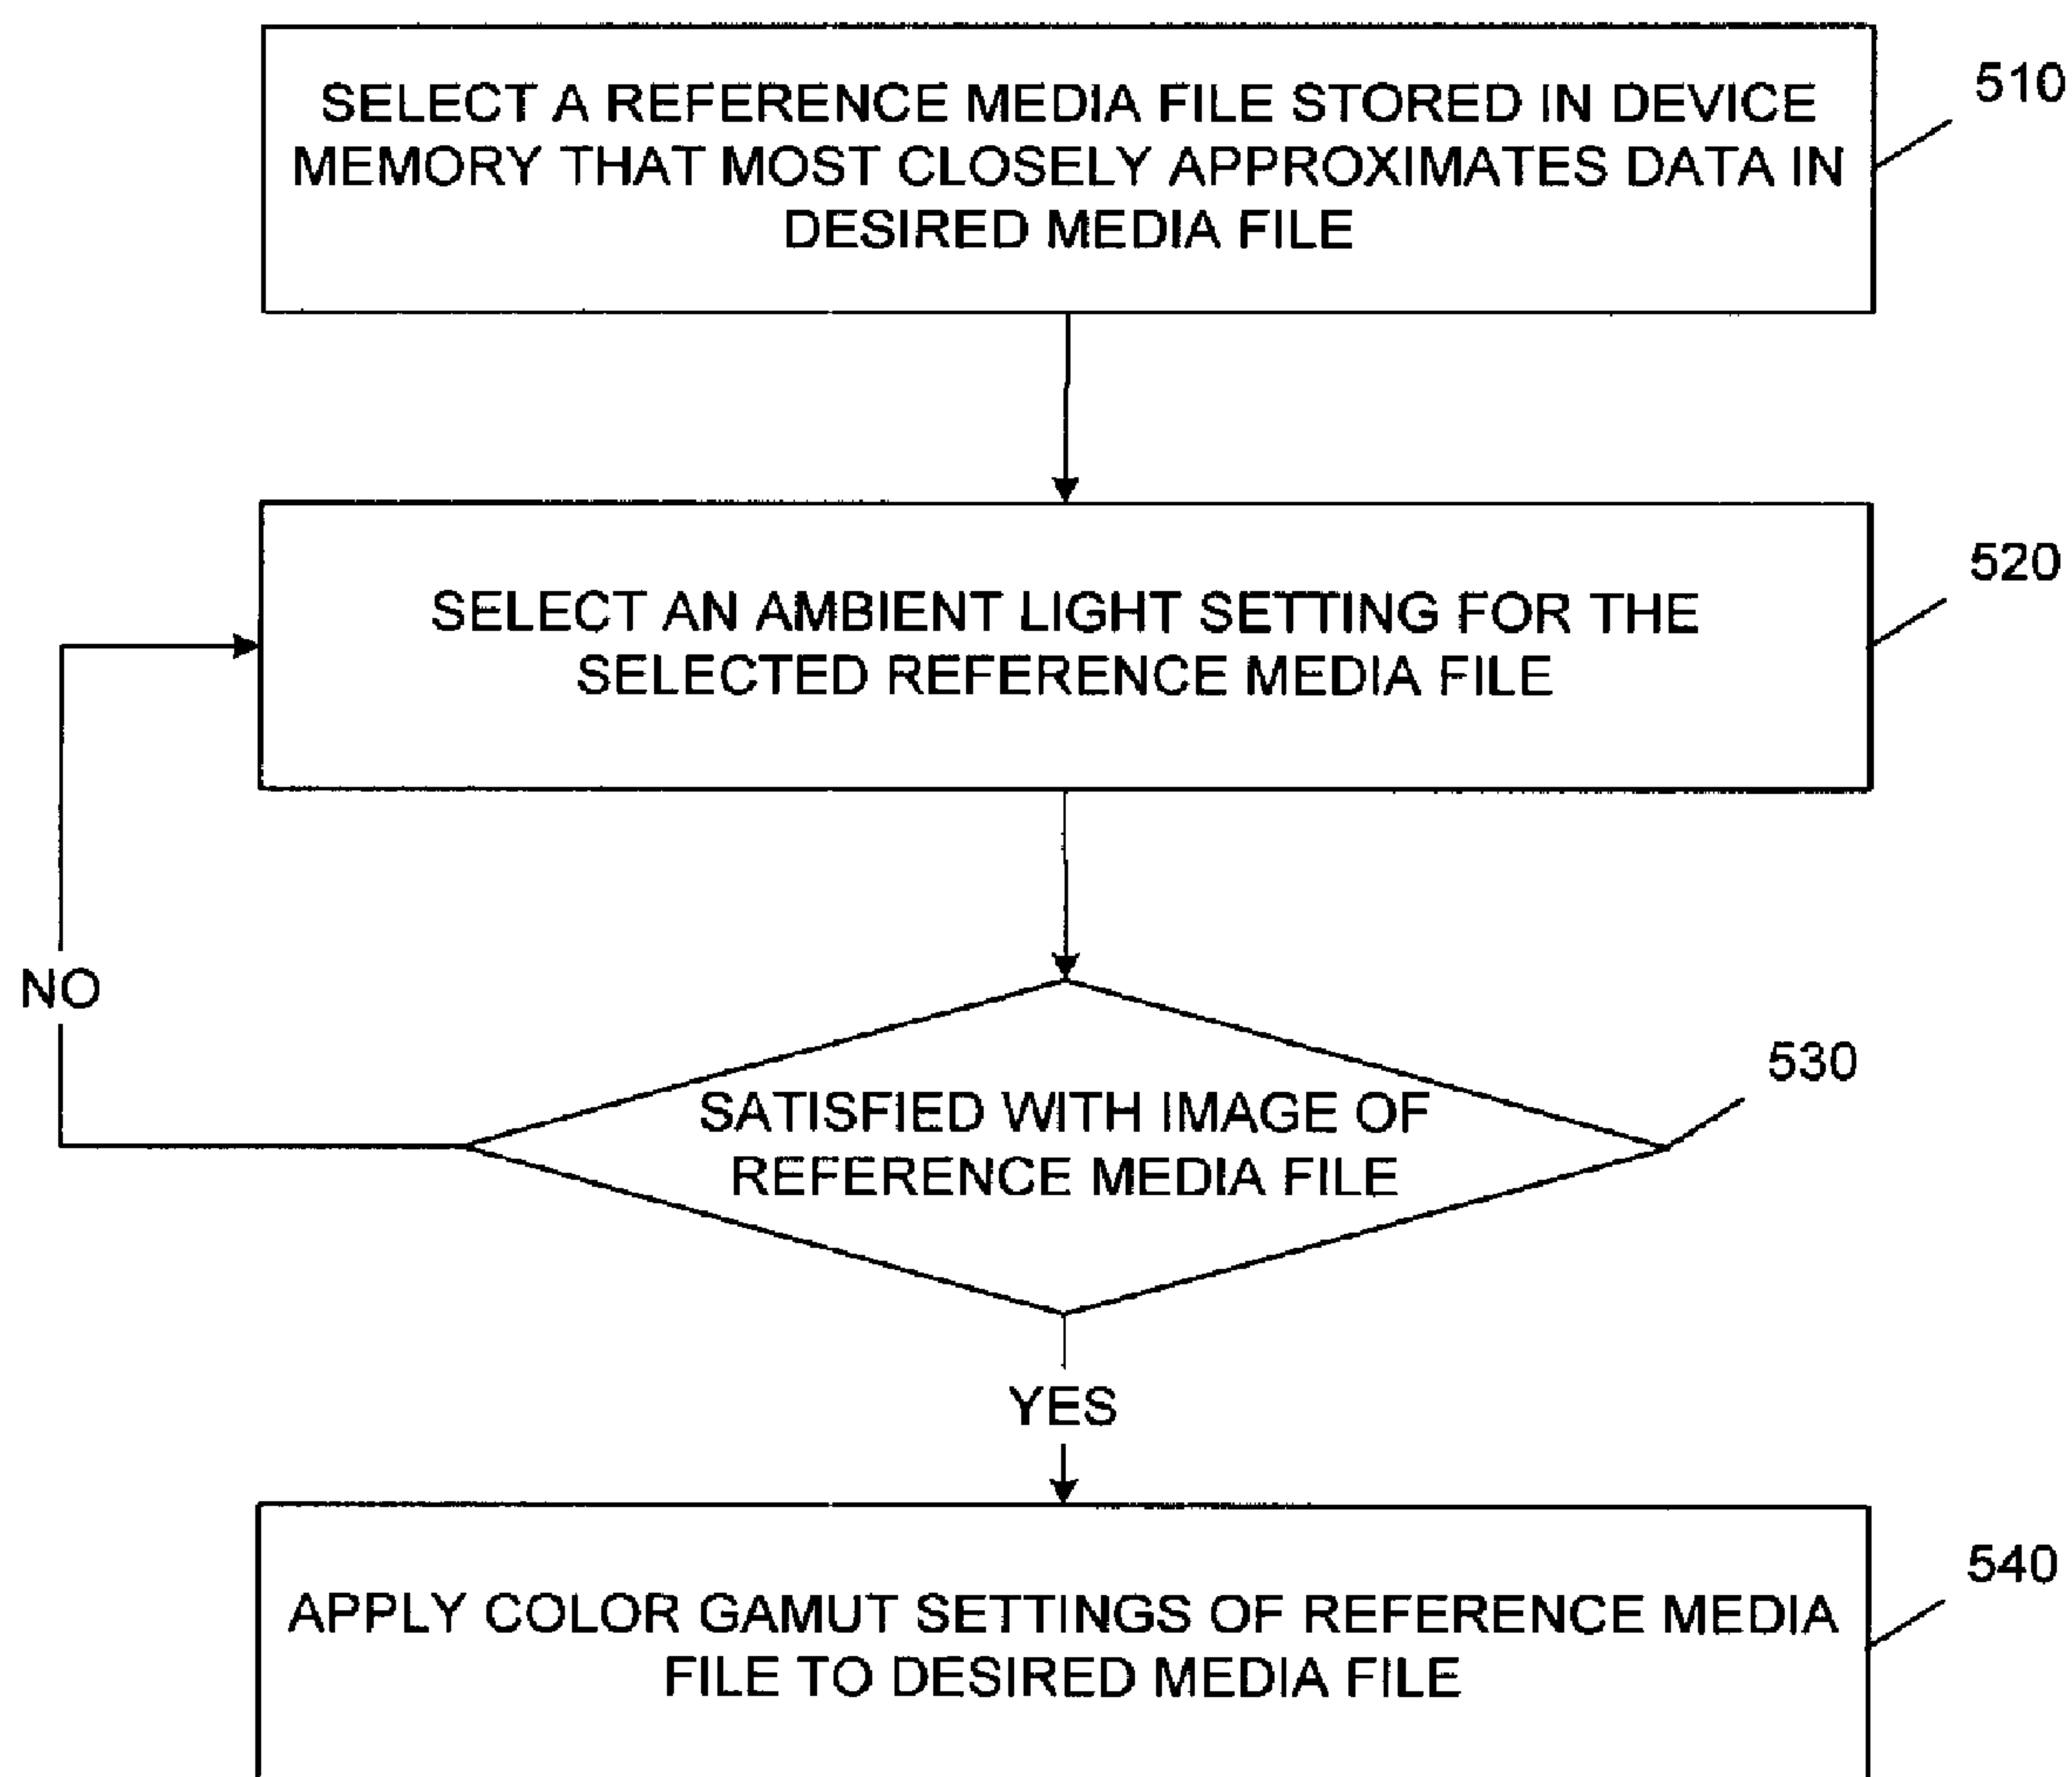 SELECT A REFERENCE MEDIA FILE STORED IN DEVICE
MEMORY THAT MOST CLOSELY APPROXIMATES DATA IN
DESIRED MEDIA FILE
510
SELECT AN AMBIENT LIGHT SETTING FOR THE
SELECTED REFERENCE MEDIA FILE
520
NO
SATISFIED WITH IMAGE OF
REFERENCE MEDIA FILE
530
YES
APPLY COLOR GAMUT SETTINGS OF REFERENCE MEDIA
FILE TO DESIRED MEDIA FILE
540